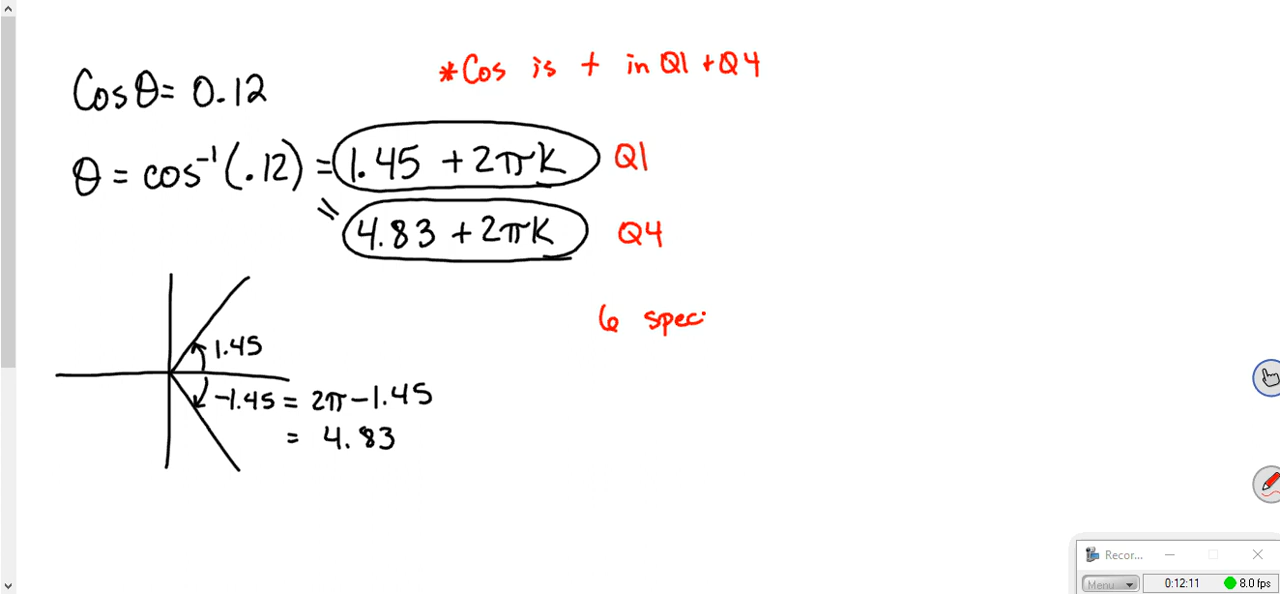 *Cos is + in Q1 + Q4
Cos θ = 0.12
θ = cos⁻¹(.12) = 1.45 + 2πK Q1
= 4.83 + 2πK Q4
6 speci
1.45
-1.45 = 2π - 1.45
= 4.83
Recor...
Menu
0:12:11
8.0 fps